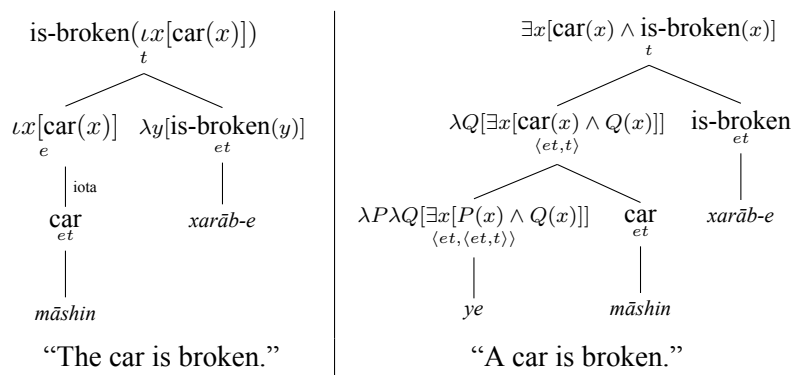 is-broken(ιx[car(x)])
t
ιx[car(x)] λy[is-broken(y)]
e et
iota
car xarāb-e
et
māshin
“The car is broken.”
∃x[car(x) ∧ is-broken(x)]
t
λQ[∃x[car(x) ∧ Q(x)]] is-broken
⟨et,t⟩ et
λPλQ[∃x[P(x) ∧ Q(x)]] car xarāb-e
⟨et,⟨et,t⟩⟩ et
ye māshin
“A car is broken.”